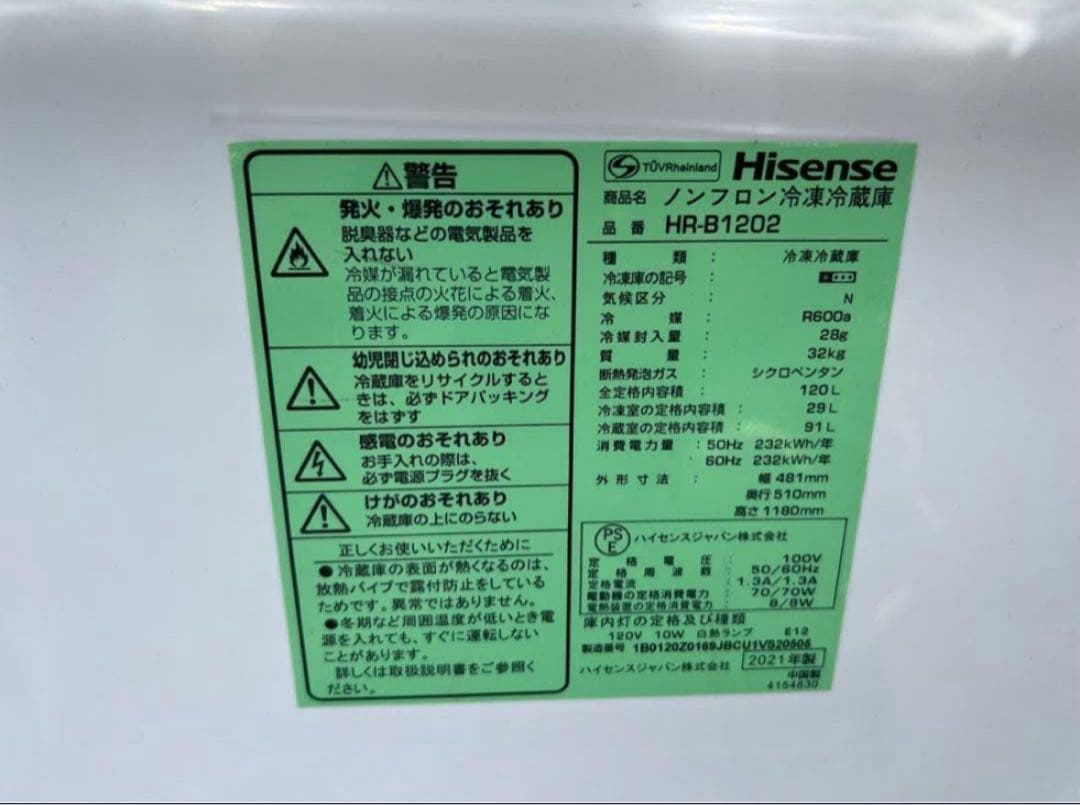 警告
発火・爆発のおそれあり
脱臭器などの電気製品を
入れない
冷媒が漏れていると電気製
品の接点の火花による着火、
着火による爆発の原因にな
ります。
幼児閉じ込められのおそれあり
冷蔵庫をリサイクルすると
きは、必ずドアパッキング
をはずす
感電のおそれあり
お手入れの際は、
必ず電源プラグを抜く
けがのおそれあり
冷蔵庫の上にのらない
正しくお使いいただくために
●冷蔵庫の表面が熱くなるのは、
放熱パイプで露付防止をしている
ためです。異常ではありません。
●冬期など周囲温度が低いとき電
源を入れても、すぐに運転しない
ことがあります。
詳しくは取扱説明書をご参照く
ださい。
TÜVRheinland Hisense
商品名 ノンフロン冷凍冷蔵庫
品番 HR-B1202
種類 : 冷凍冷蔵庫
冷凍庫の記号 :
気候区分 : N
冷媒 : R600a
冷媒封入量 : 28g
質量 : 32kg
断熱発泡ガス : シクロペンタン
全定格内容積 : 120L
冷凍室の定格内容積 : 29L
冷蔵室の定格内容積 : 91L
消費電力量 : 50Hz 232kWh/年
60Hz 232kWh/年
外形寸法 : 幅481mm
奥行510mm
高さ1180mm
PSE ハイセンスジャパン株式会社
定格電圧 : 100V
定格周波数 : 50/60Hz
定格電流 : 1.3A/1.3A
電動機の定格消費電力 : 70/70W
電熱装置の定格消費電力 : 8/8W
庫内灯の定格及び種類
120V 10W 白熱ランプ E12
製造番号 1B0120Z0169JBCU1VS20505
ハイセンスジャパン株式会社 2021年製
中国製
4154830